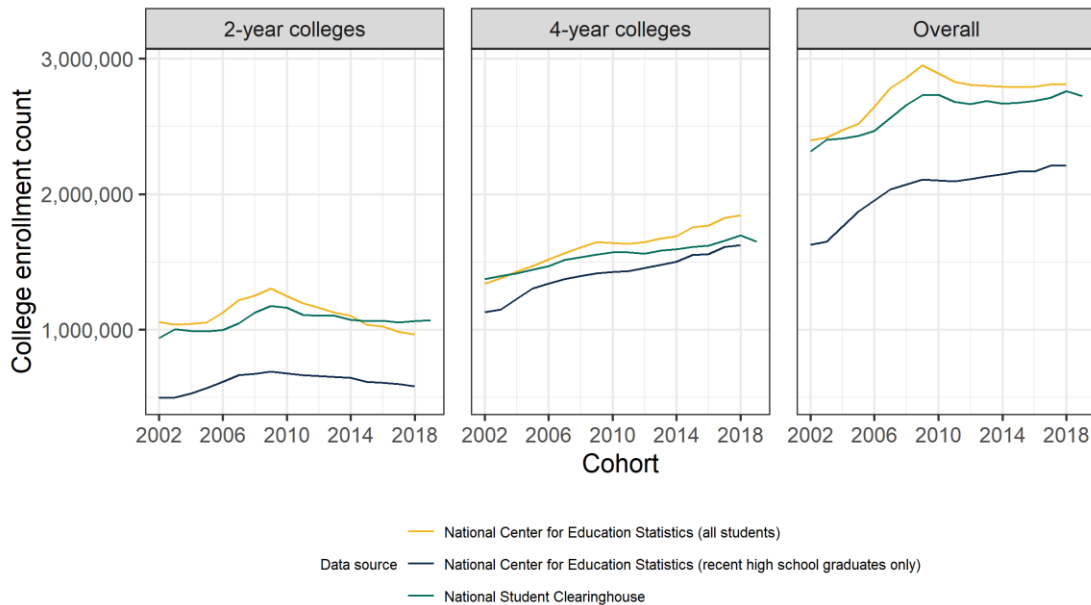 2-year colleges 4-year colleges Overall
3,000,000
2,000,000
1,000,000
College enrollment count
2002 2006 2010 2014 2018 2002 2006 2010 2014 2018 2002 2006 2010 2014 2018
Cohort
National Center for Education Statistics (all students)
Data source National Center for Education Statistics (recent high school graduates only)
National Student Clearinghouse